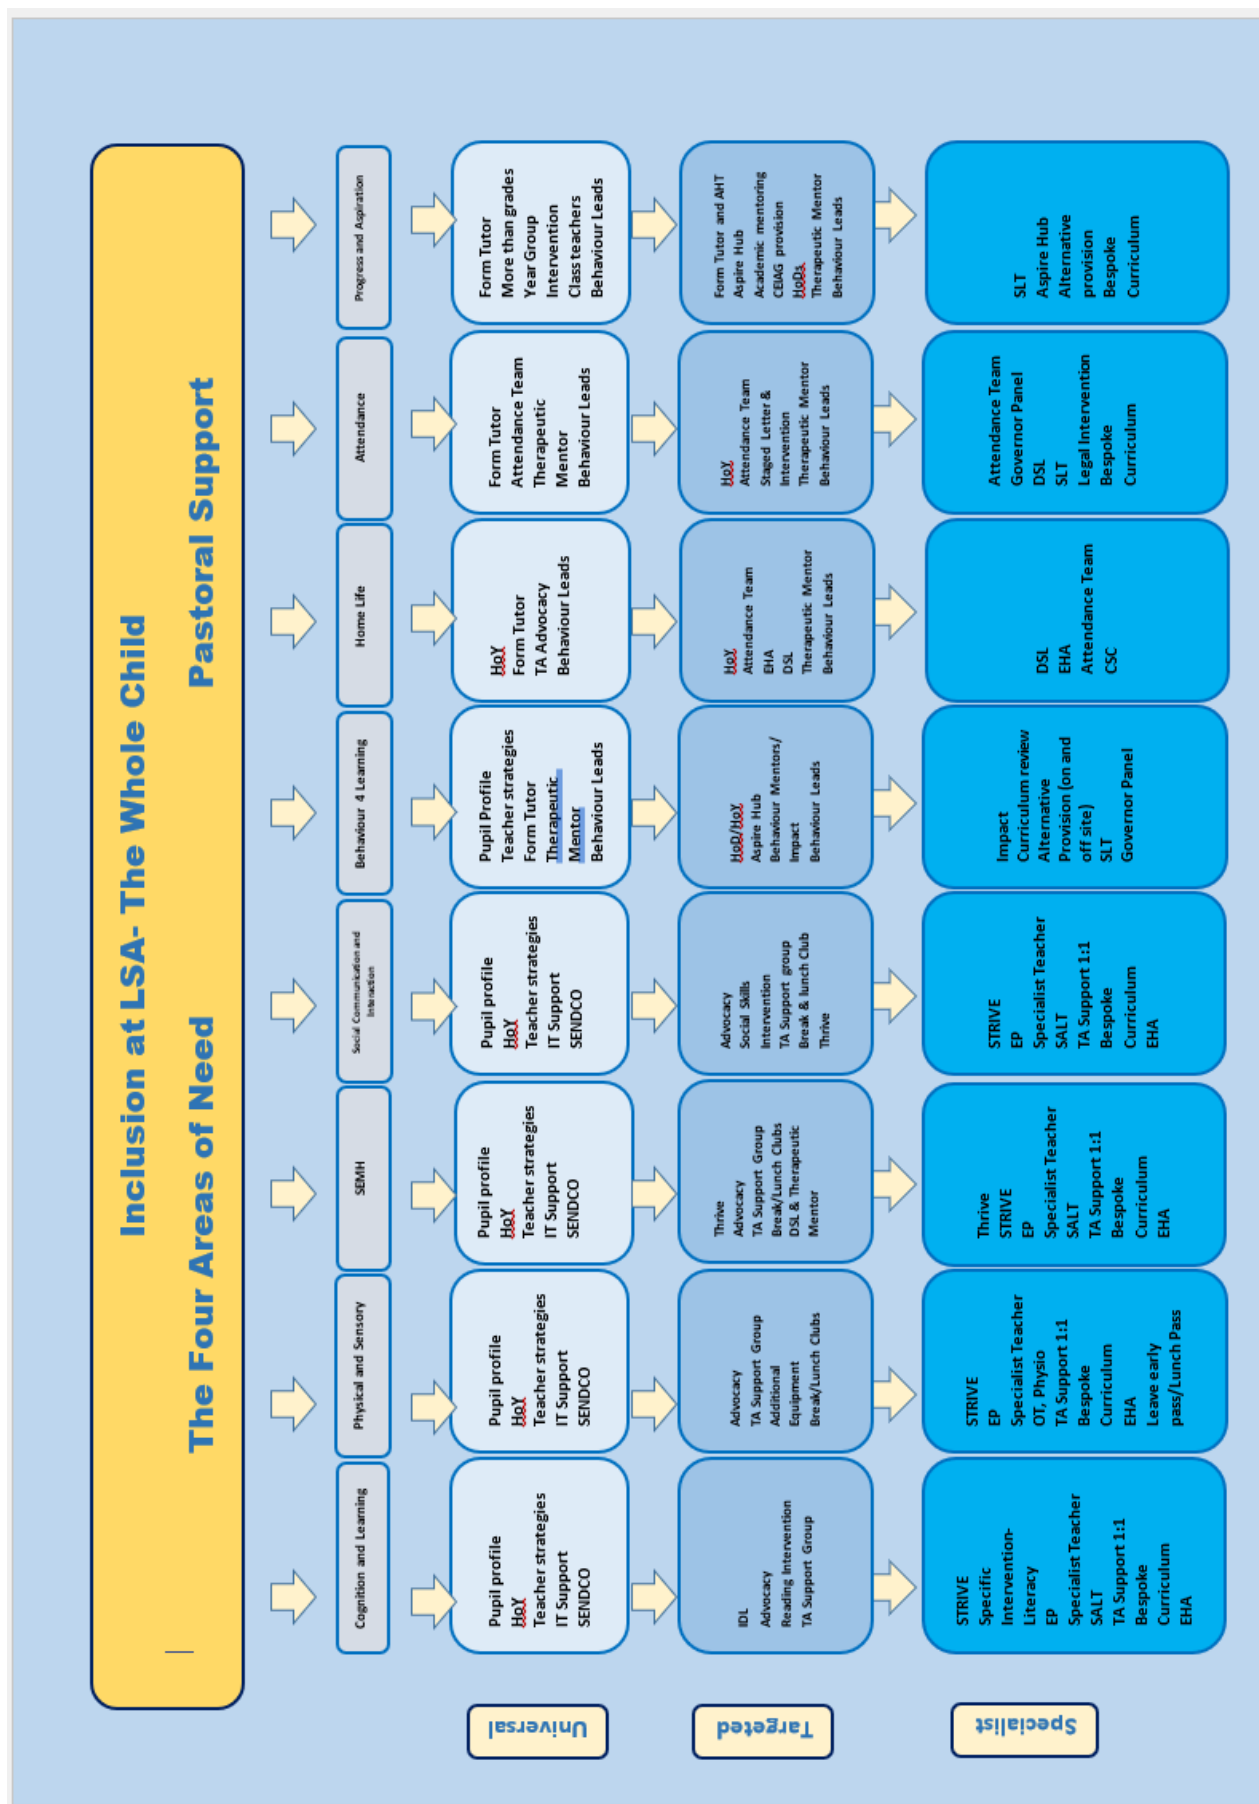 Inclusion at LSA- The Whole Child
The Four Areas of Need
Pastoral Support
Cognition and Learning
Physical and Sensory
SEMH
Social Communication and
Interaction
Behaviour 4 Learning
Home Life
Attendance
Progress and Aspiration
Universal
Pupil profile
HoY
Teacher strategies
IT Support
SENDCO
Pupil profile
HoY
Teacher strategies
IT Support
SENDCO
Pupil profile
HoY
Teacher strategies
IT Support
SENDCO
Pupil profile
HoY
Teacher strategies
IT Support
SENDCO
Pupil Profile
Teacher strategies
Form Tutor
Therapeutic
Mentor
Behaviour Leads
HoY
Form Tutor
TA Advocacy
Behaviour Leads
Form Tutor
Attendance Team
Therapeutic
Mentor
Behaviour Leads
Form Tutor
More than grades
Year Group
Intervention
Class teachers
Behaviour Leads
Targeted
IDL
Advocacy
Reading Intervention
TA Support Group
Advocacy
TA Support Group
Additional
Equipment
Break/Lunch Clubs
Thrive
Advocacy
TA Support Group
Break/Lunch Clubs
DSL & Therapeutic
Mentor
Advocacy
Social Skills
Intervention
TA Support group
Break & lunch Club
Thrive
HoD/HoY
Aspire Hub
Behaviour Mentors/
Impact
Behaviour Leads
HoY
Attendance Team
EHA
DSL
Therapeutic Mentor
Behaviour Leads
HoY
Attendance Team
Staged Letter &
Intervention
Therapeutic Mentor
Behaviour Leads
Form Tutor and AHT
Aspire Hub
Academic mentoring
CEIAG provision
HoDs
Therapeutic Mentor
Behaviour Leads
Specialist
STRIVE
Specific
Intervention-
Literacy
EP
Specialist Teacher
SALT
TA Support 1:1
Bespoke
Curriculum
EHA
STRIVE
EP
Specialist Teacher
OT, Physio
TA Support 1:1
Bespoke
Curriculum
EHA
Leave early
pass/Lunch Pass
Thrive
STRIVE
EP
Specialist Teacher
SALT
TA Support 1:1
Bespoke
Curriculum
EHA
STRIVE
EP
Specialist Teacher
SALT
TA Support 1:1
Bespoke
Curriculum
EHA
Impact
Curriculum review
Alternative
Provision (on and
off site)
SLT
Governor Panel
DSL
EHA
Attendance Team
CSC
Attendance Team
Governor Panel
DSL
SLT
Legal Intervention
Bespoke
Curriculum
SLT
Aspire Hub
Alternative
provision
Bespoke
Curriculum